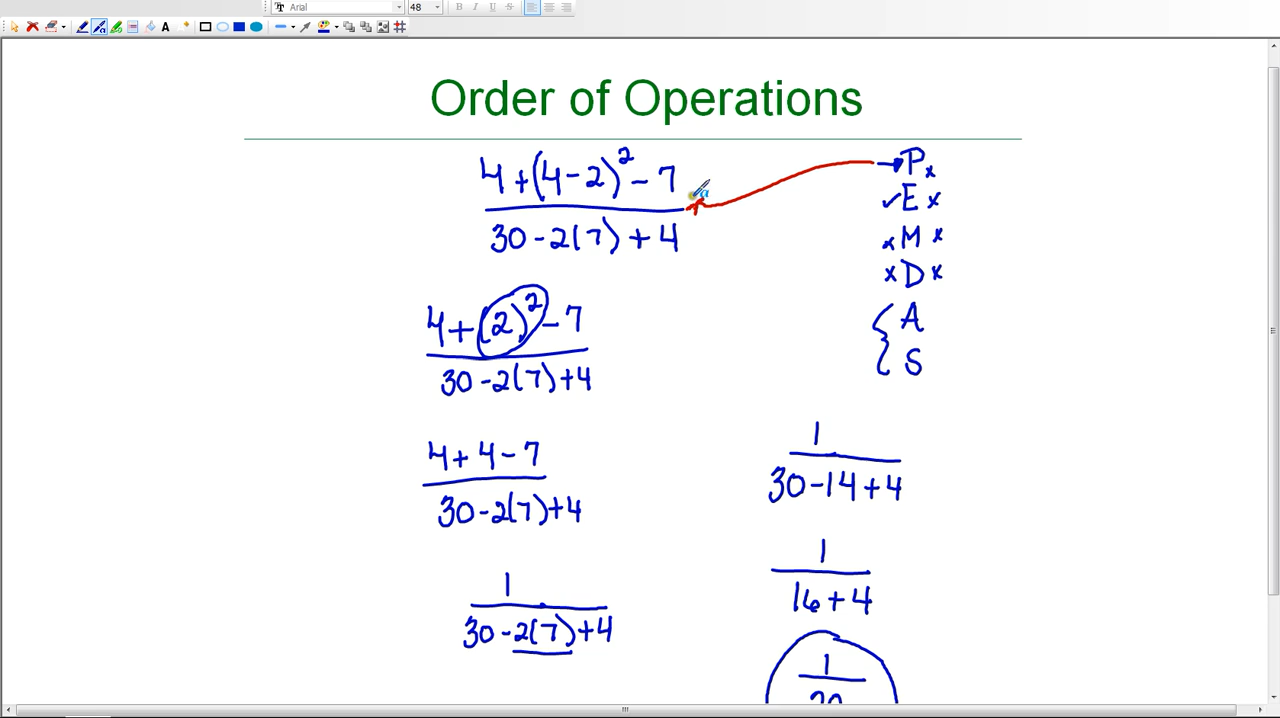 Arial 48 B I U S
A
Order of Operations
4+(4-2)²-7
30-2(7)+4
P x
✓ E x
x M x
x D x
{ A
S
4+(2)²-7
30-2(7)+4
4+4-7
30-2(7)+4
1
30-2(7)+4
1
30-14+4
1
16+4
1
20